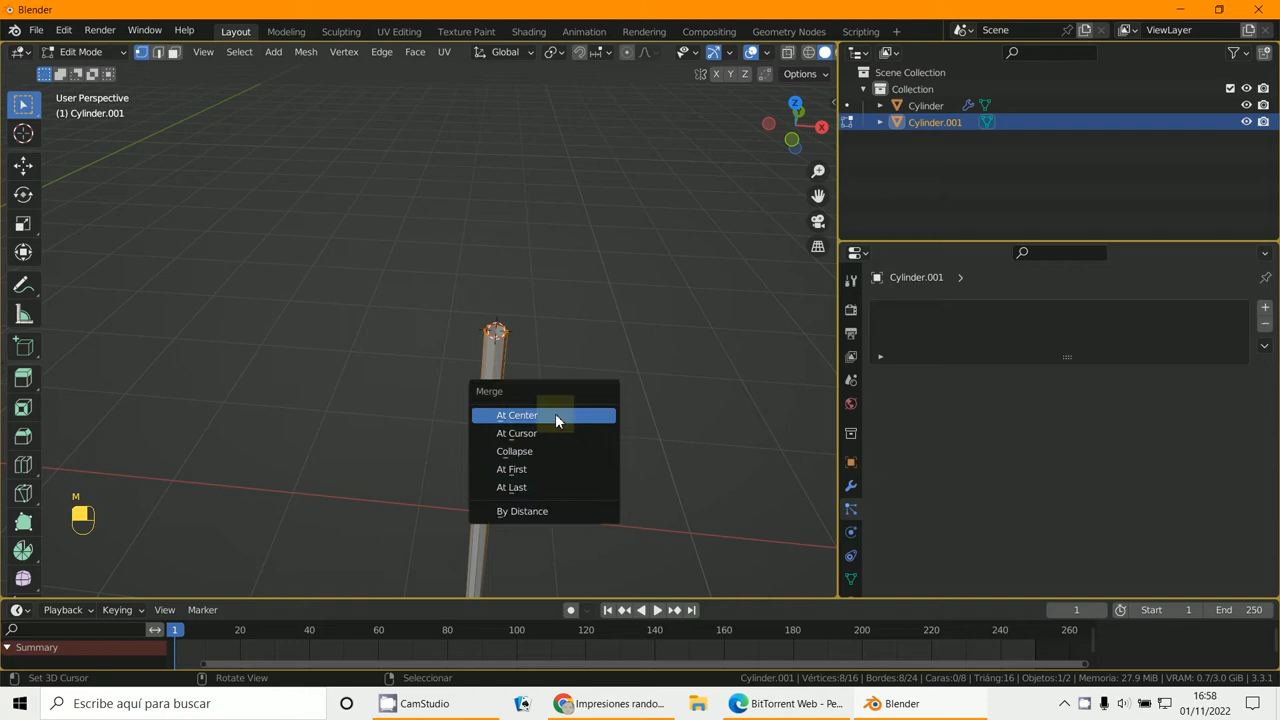 Blender
File Edit Render Window Help Layout Modeling Sculpting UV Editing Texture Paint Shading Animation Rendering Compositing Geometry Nodes Scripting + Scene ViewLayer
Edit Mode View Select Add Mesh Vertex Edge Face UV Global
X Y Z Options
User Perspective
(1) Cylinder.001
Z
X
Scene Collection
Collection
Cylinder
Cylinder.001
Cylinder.001
Merge
At Center
At Cursor
Collapse
At First
At Last
By Distance
M
Playback Keying View Marker 1 Start 1 End 250
1 20 40 60 80 100 120 140 160 180 200 220 240 260
Summary
Set 3D Cursor Rotate View Seleccionar Cylinder.001 | Vértices:8/16 | Bordes:8/24 | Caras:0/8 | Triáng:16 | Memoria: 27.9 MiB | VRAM: 0.7/3.0 GiB | 3.3.1
Escribe aquí para buscar CamStudio Impresiones rando... BitTorrent Web - Pe... Blender 16:58
01/11/2022